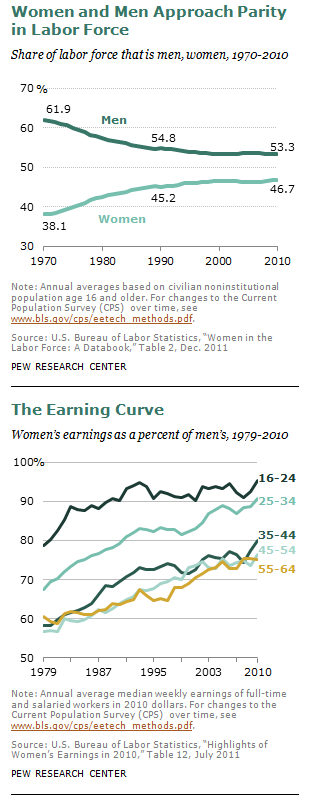 Women and Men Approach Parity
in Labor Force
Share of labor force that is men, women, 1970-2010
70 %
61.9
60
Men
54.8
53.3
50
46.7
45.2
40
Women
38.1
30
1970 1980 1990 2000 2010
Note: Annual averages based on civilian noninstitutional
population age 16 and older. For changes to the Current
Population Survey (CPS) over time, see
www.bls.gov/cps/eetech_methods.pdf.
Source: U.S. Bureau of Labor Statistics, “Women in the
Labor Force: A Databook,” Table 2, Dec. 2011
PEW RESEARCH CENTER
The Earning Curve
Women’s earnings as a percent of men’s, 1979-2010
100%
16-24
90
25-34
80
35-44
45-54
70
55-64
60
50
1979 1987 1995 2003 2010
Note: Annual average median weekly earnings of full-time
and salaried workers in 2010 dollars. For changes to the
Current Population Survey (CPS) over time, see
www.bls.gov/cps/eetech_methods.pdf.
Source: U.S. Bureau of Labor Statistics, “Highlights of
Women’s Earnings in 2010,” Table 12, July 2011
PEW RESEARCH CENTER